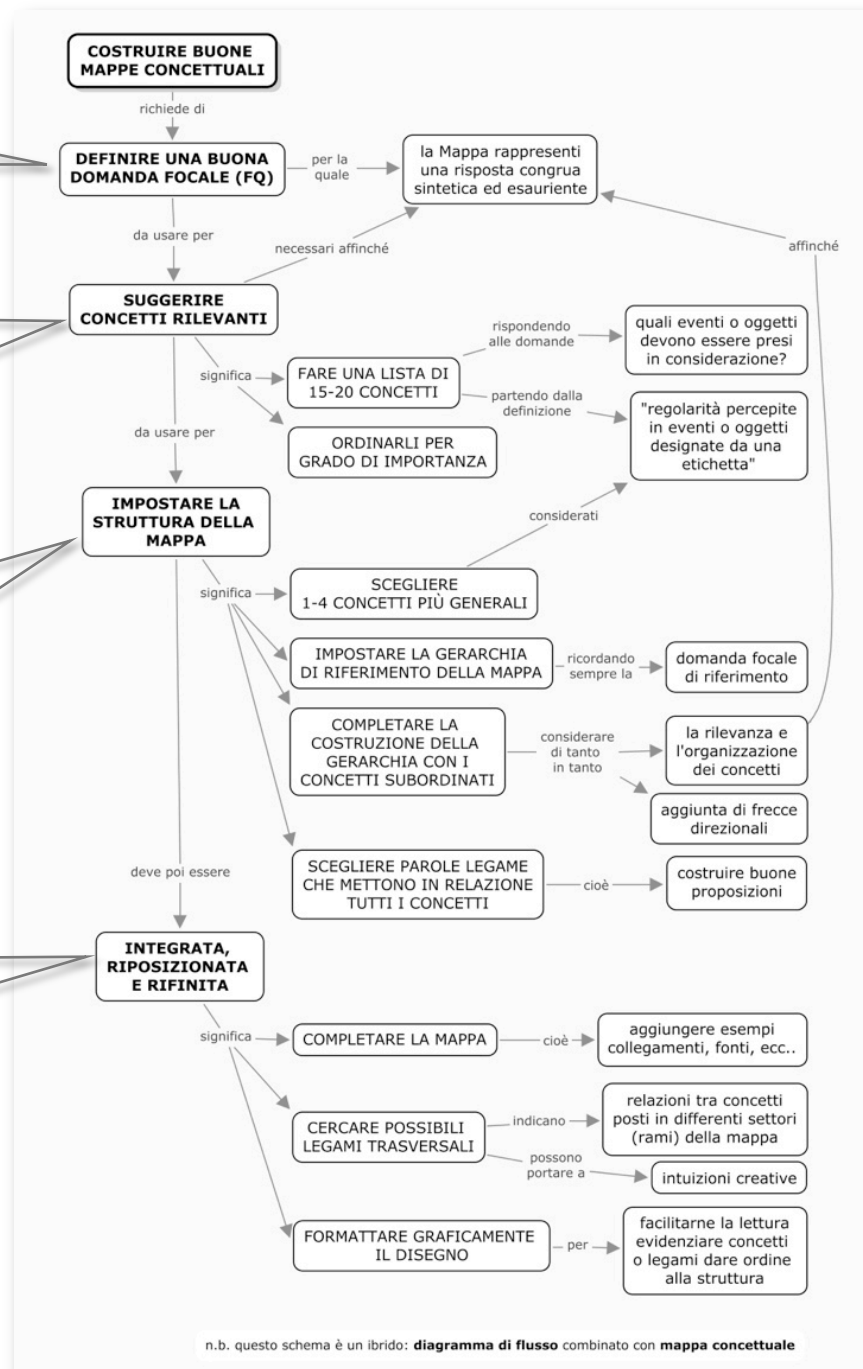 COSTRUIRE BUONE
MAPPE CONCETTUALI
richiede di
DEFINIRE UNA BUONA
DOMANDA FOCALE (FQ)
per la
quale
la Mappa rappresenti
una risposta congrua
sintetica ed esauriente
da usare per
necessari affinché
affinché
SUGGERIRE
CONCETTI RILEVANTI
rispondendo
alle domande
quali eventi o oggetti
devono essere presi
in considerazione?
significa
FARE UNA LISTA DI
15-20 CONCETTI
partendo dalla
definizione
"regolarità percepite
in eventi o oggetti
designate da una
etichetta"
da usare per
ORDINARLI PER
GRADO DI IMPORTANZA
IMPOSTARE LA
STRUTTURA DELLA
MAPPA
considerati
significa
SCEGLIERE
1-4 CONCETTI PIÙ GENERALI
IMPOSTARE LA GERARCHIA
DI RIFERIMENTO DELLA MAPPA
ricordando
sempre la
domanda focale
di riferimento
COMPLETARE LA
COSTRUZIONE DELLA
GERARCHIA CON I
CONCETTI SUBORDINATI
considerare
di tanto
in tanto
la rilevanza e
l'organizzazione
dei concetti
aggiunta di frecce
direzionali
deve poi essere
SCEGLIERE PAROLE LEGAME
CHE METTONO IN RELAZIONE
TUTTI I CONCETTI
cioè
costruire buone
proposizioni
INTEGRATA,
RIPOSIZIONATA
E RIFINITA
significa
COMPLETARE LA MAPPA
cioè
aggiungere esempi
collegamenti, fonti, ecc..
CERCARE POSSIBILI
LEGAMI TRASVERSALI
indicano
relazioni tra concetti
posti in differenti settori
(rami) della mappa
possono
portare a
intuizioni creative
FORMATTARE GRAFICAMENTE
IL DISEGNO
per
facilitarne la lettura
evidenziare concetti
o legami dare ordine
alla struttura
n.b. questo schema è un ibrido: diagramma di flusso combinato con mappa concettuale